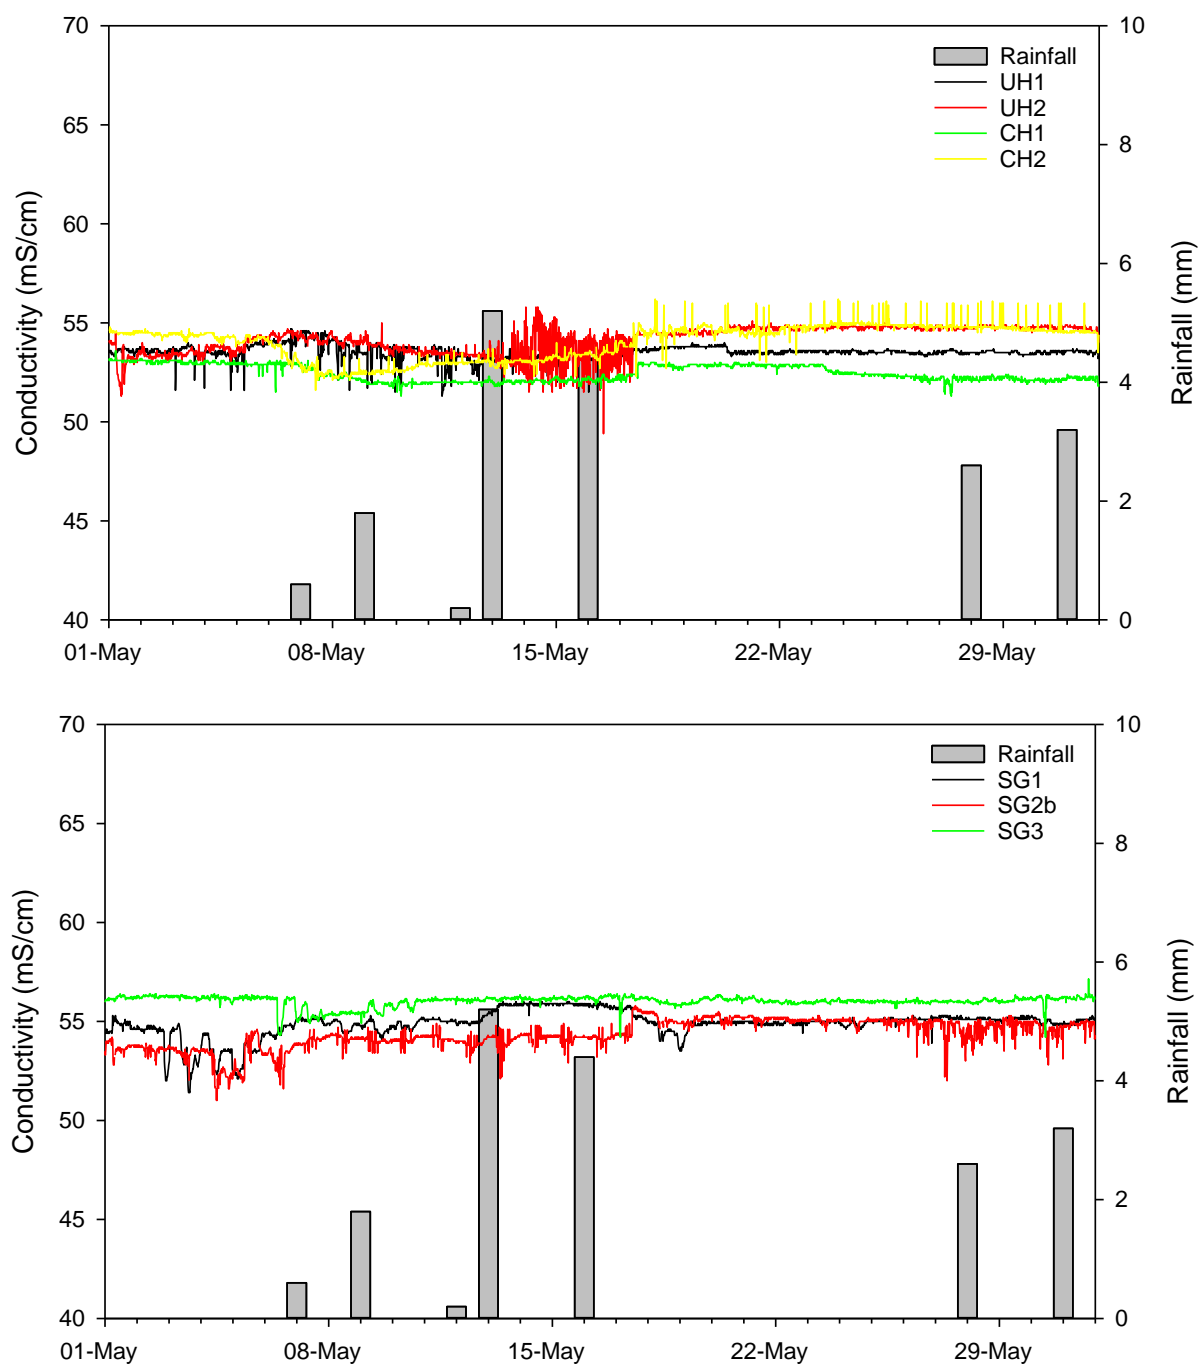 70
65
60
55
50
45
40
Conductivity (mS/cm)
10
8
6
4
2
0
Rainfall (mm)
Rainfall
UH1
UH2
CH1
CH2
01-May
08-May
15-May
22-May
29-May
70
65
60
55
50
45
40
Conductivity (mS/cm)
10
8
6
4
2
0
Rainfall (mm)
Rainfall
SG1
SG2b
SG3
01-May
08-May
15-May
22-May
29-May